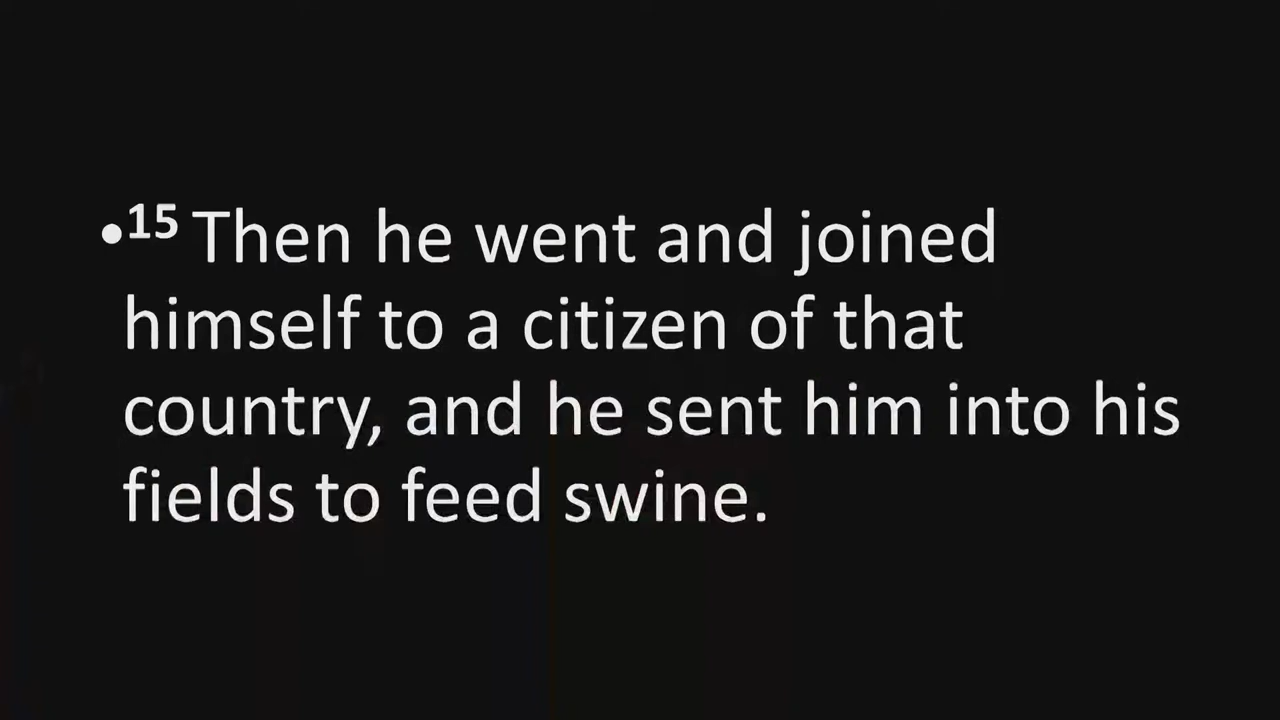 •15 Then he went and joined
himself to a citizen of that
country, and he sent him into his
fields to feed swine.